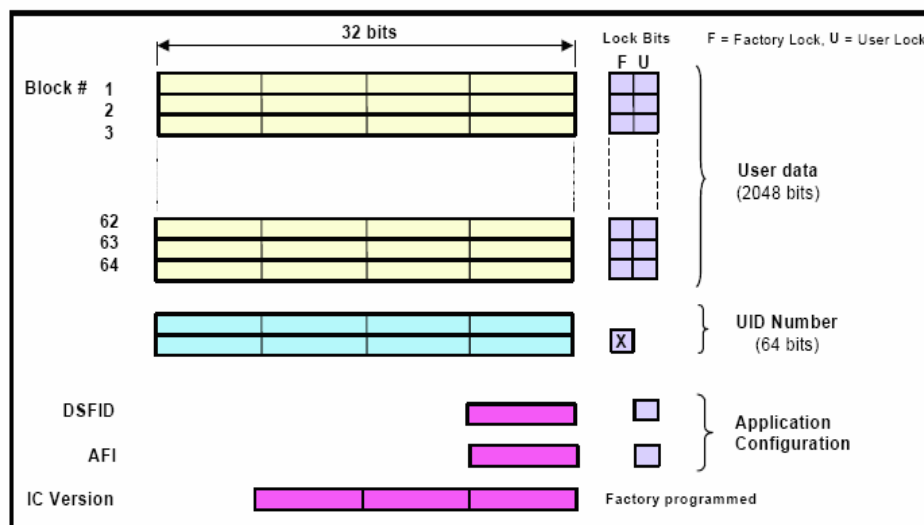 32 bits
Lock Bits
F = Factory Lock, U = User Lock
F U
Block # 1
2
3
User data
(2048 bits)
62
63
64
UID Number
(64 bits)
X
DSFID
Application
Configuration
AFI
IC Version
Factory programmed